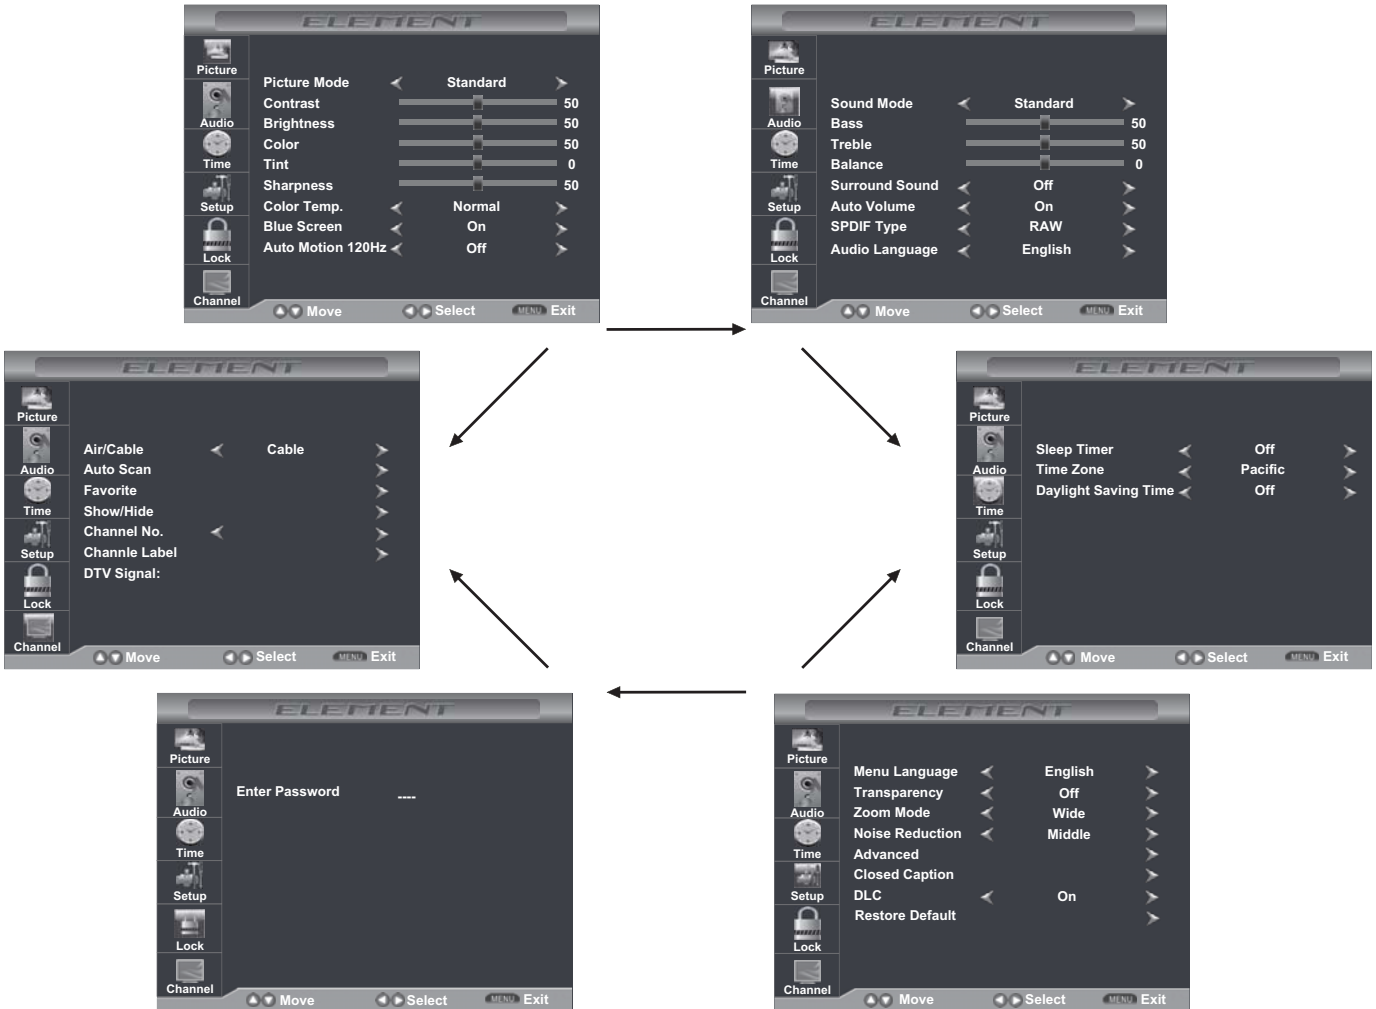 ELEMENT
Picture
Audio
Time
Setup
Lock
Channel
Picture Mode Standard
Contrast 50
Brightness 50
Color 50
Tint 0
Sharpness 50
Color Temp. Normal
Blue Screen On
Auto Motion 120Hz Off
Move Select MENU Exit
ELEMENT
Picture
Audio
Time
Setup
Lock
Channel
Sound Mode Standard
Bass 50
Treble 50
Balance 0
Surround Sound Off
Auto Volume On
SPDIF Type RAW
Audio Language English
Move Select MENU Exit
ELEMENT
Picture
Audio
Time
Setup
Lock
Channel
Air/Cable Cable
Auto Scan
Favorite
Show/Hide
Channel No.
Channle Label
DTV Signal:
Move Select MENU Exit
ELEMENT
Picture
Audio
Time
Setup
Lock
Channel
Sleep Timer Off
Time Zone Pacific
Daylight Saving Time Off
Move Select MENU Exit
ELEMENT
Picture
Audio
Time
Setup
Lock
Channel
Enter Password ----
Move Select MENU Exit
ELEMENT
Picture
Audio
Time
Setup
Lock
Channel
Menu Language English
Transparency Off
Zoom Mode Wide
Noise Reduction Middle
Advanced
Closed Caption
DLC On
Restore Default
Move Select MENU Exit